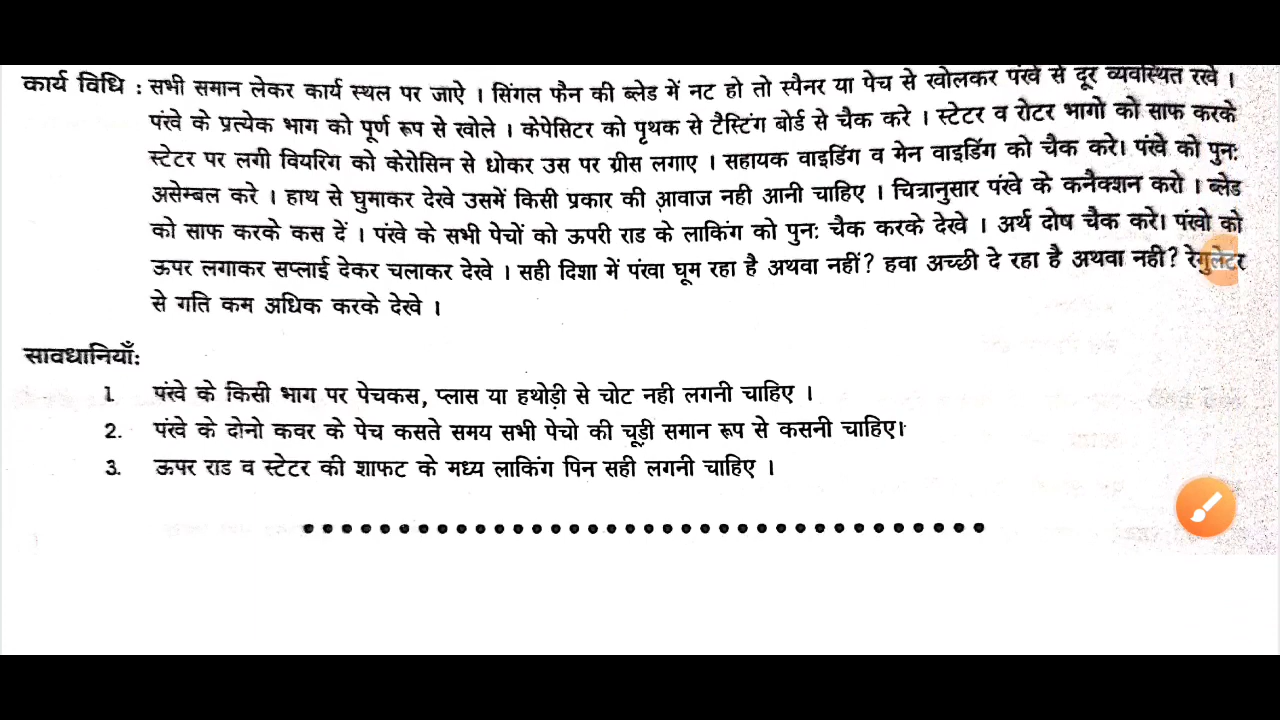 कार्य विधि : सभी समान लेकर कार्य स्थल पर जाऐ । सिंगल फैन की ब्लेड में नट हो तो स्पैनर या पेच से खोलकर पंखे से दूर व्यवस्थित रखे ।
पंखे के प्रत्येक भाग को पूर्ण रूप से खोले । केपेसिटर को पृथक से टैस्टिंग बोर्ड से चैक करे । स्टेटर व रोटर भागो को साफ करके
स्टेटर पर लगी वियरिग को केरोसिन से धोकर उस पर ग्रीस लगाए । सहायक वाइडिंग व मेन वाइडिंग को चैक करे। पंखे को पुनः
असेम्बल करे । हाथ से घुमाकर देखे उसमें किसी प्रकार की आवाज नही आनी चाहिए । चित्रानुसार पंखे के कनैक्शन करो । ब्लेड
को साफ करके कस दें । पंखे के सभी पेचों को ऊपरी राड के लाकिंग को पुनः चैक करके देखे । अर्थ दोष चैक करे। पंखो को
ऊपर लगाकर सप्लाई देकर चलाकर देखे । सही दिशा में पंखा घूम रहा है अथवा नहीं? हवा अच्छी दे रहा है अथवा नही? रेगुलेटर
से गति कम अधिक करके देखे ।
सावधानियाँ:
1. पंखे के किसी भाग पर पेचकस, प्लास या हथोड़ी से चोट नही लगनी चाहिए ।
2. पंखे के दोनो कवर के पेच कसते समय सभी पेचो की चूड़ी समान रूप से कसनी चाहिए।
3. ऊपर राड व स्टेटर की शाफट के मध्य लाकिंग पिन सही लगनी चाहिए ।